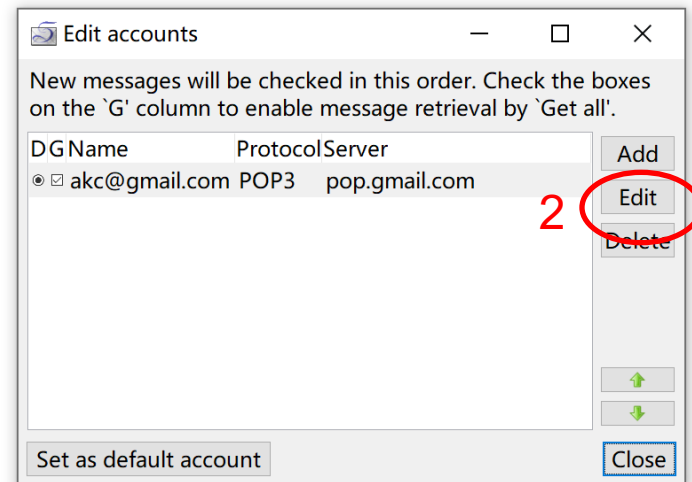 Edit accounts
New messages will be checked in this order. Check the boxes
on the `G' column to enable message retrieval by `Get all'.
D G Name Protocol Server
akc@gmail.com POP3 pop.gmail.com
Add
2 Edit
Delete
Set as default account Close